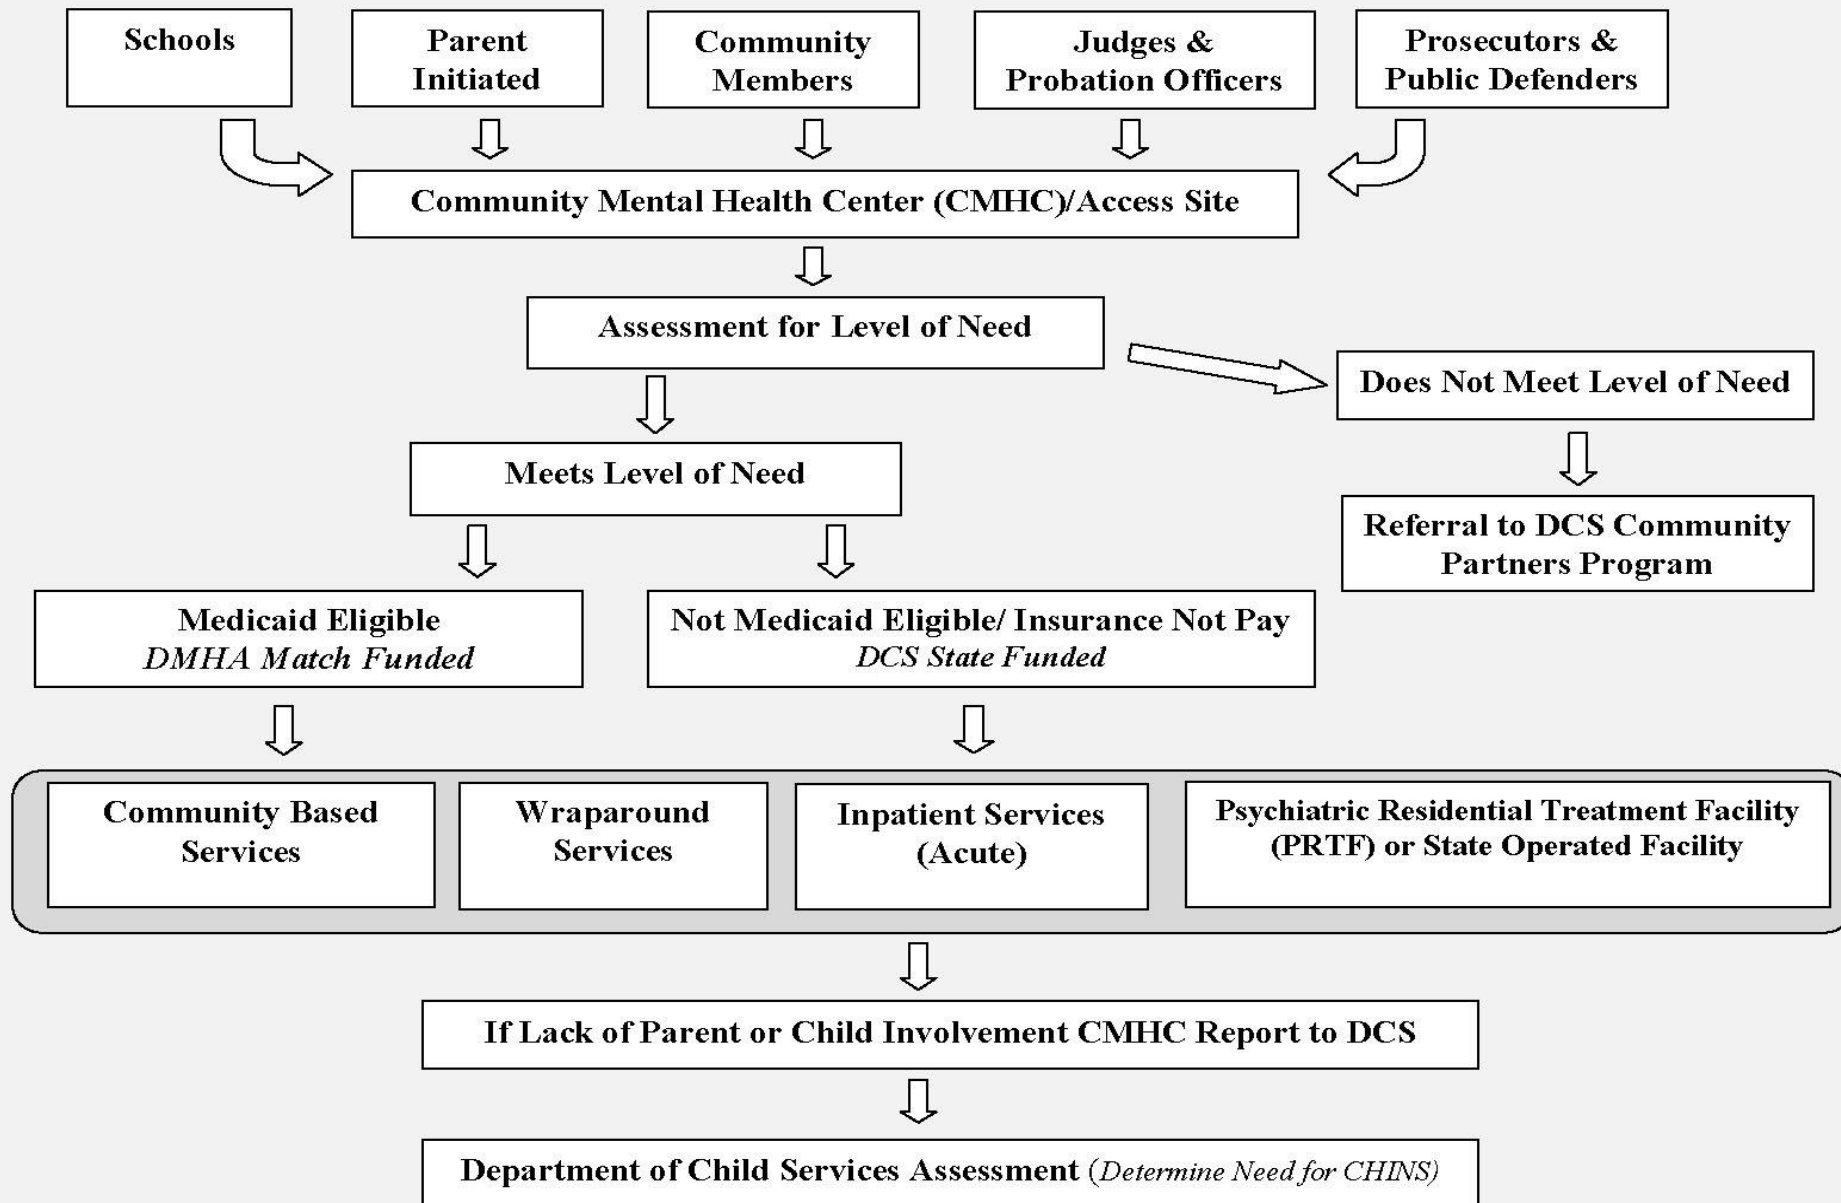 Schools
Parent
Initiated
Community
Members
Judges &
Probation Officers
Prosecutors &
Public Defenders
Community Mental Health Center (CMHC)/Access Site
Assessment for Level of Need
Does Not Meet Level of Need
Meets Level of Need
Referral to DCS Community
Partners Program
Medicaid Eligible
DMHA Match Funded
Not Medicaid Eligible/ Insurance Not Pay
DCS State Funded
Community Based
Services
Wraparound
Services
Inpatient Services
(Acute)
Psychiatric Residential Treatment Facility
(PRTF) or State Operated Facility
If Lack of Parent or Child Involvement CMHC Report to DCS
Department of Child Services Assessment (Determine Need for CHINS)